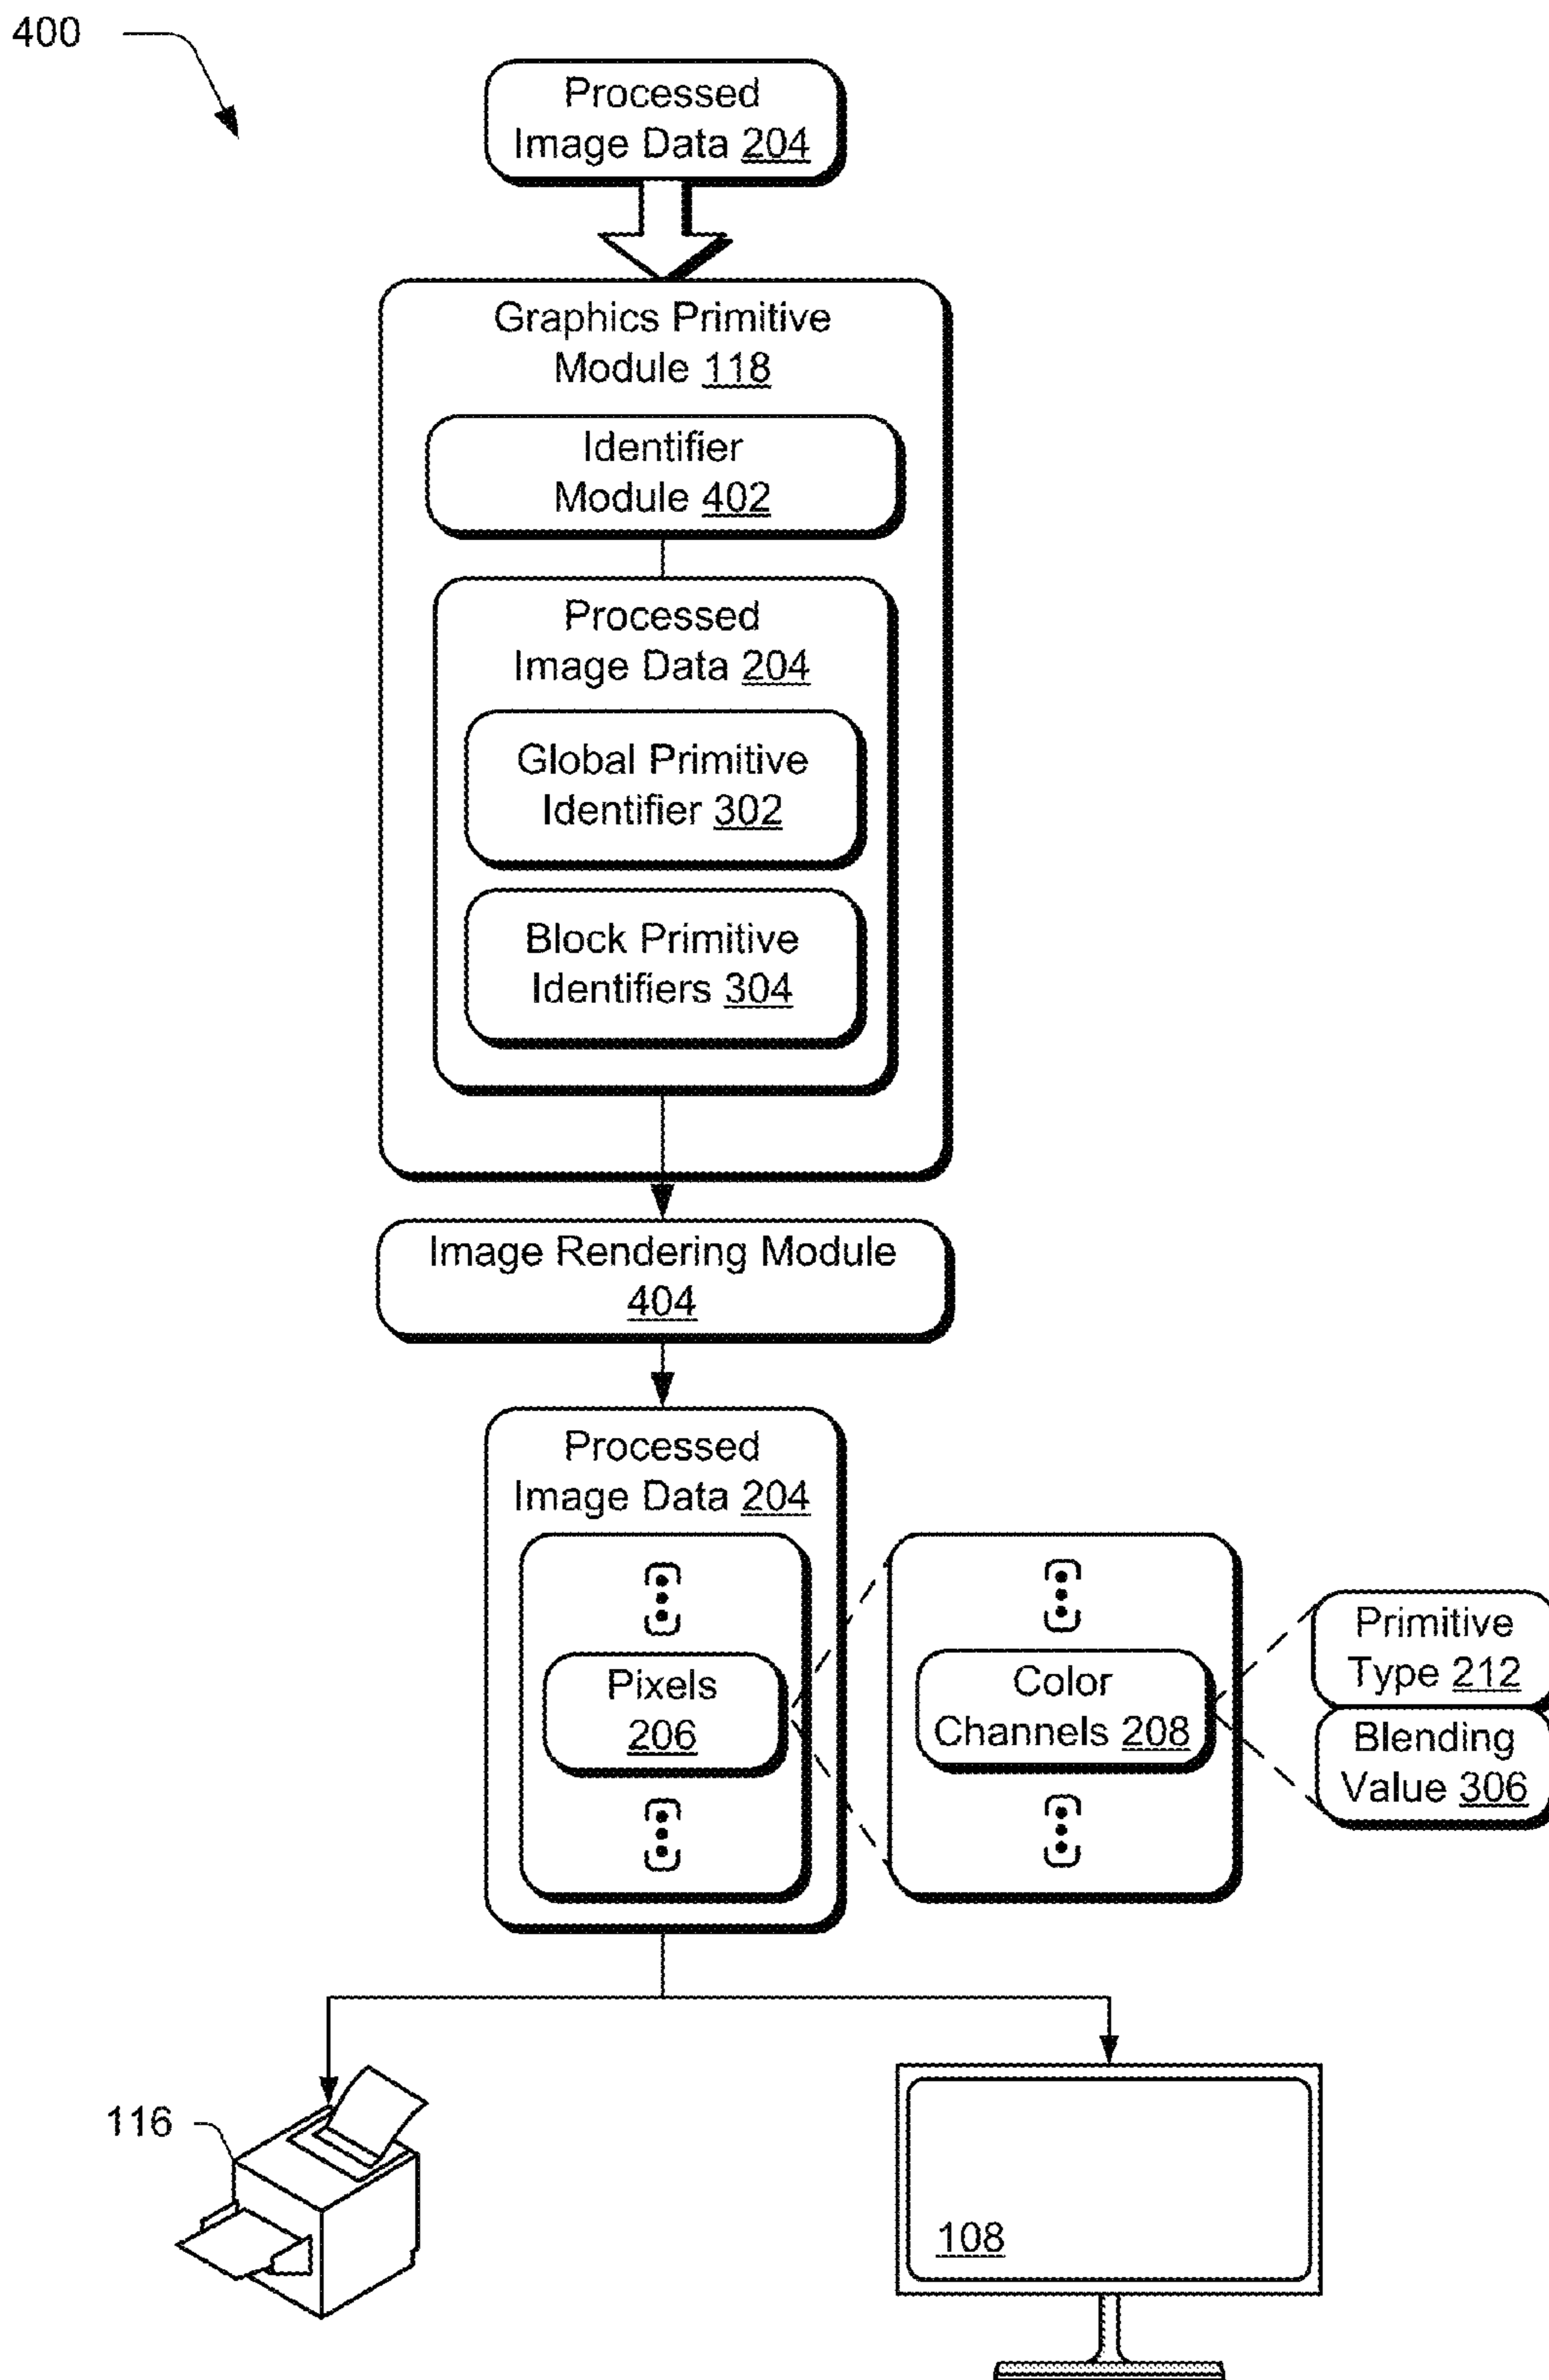 400
Processed
Image Data 204
Graphics Primitive
Module 118
Identifier
Module 402
Processed
Image Data 204
Global Primitive
Identifier 302
Block Primitive
Identifiers 304
Image Rendering Module
404
Processed
Image Data 204
Pixels
206
Color
Channels 208
Primitive
Type 212
Blending
Value 306
116
108